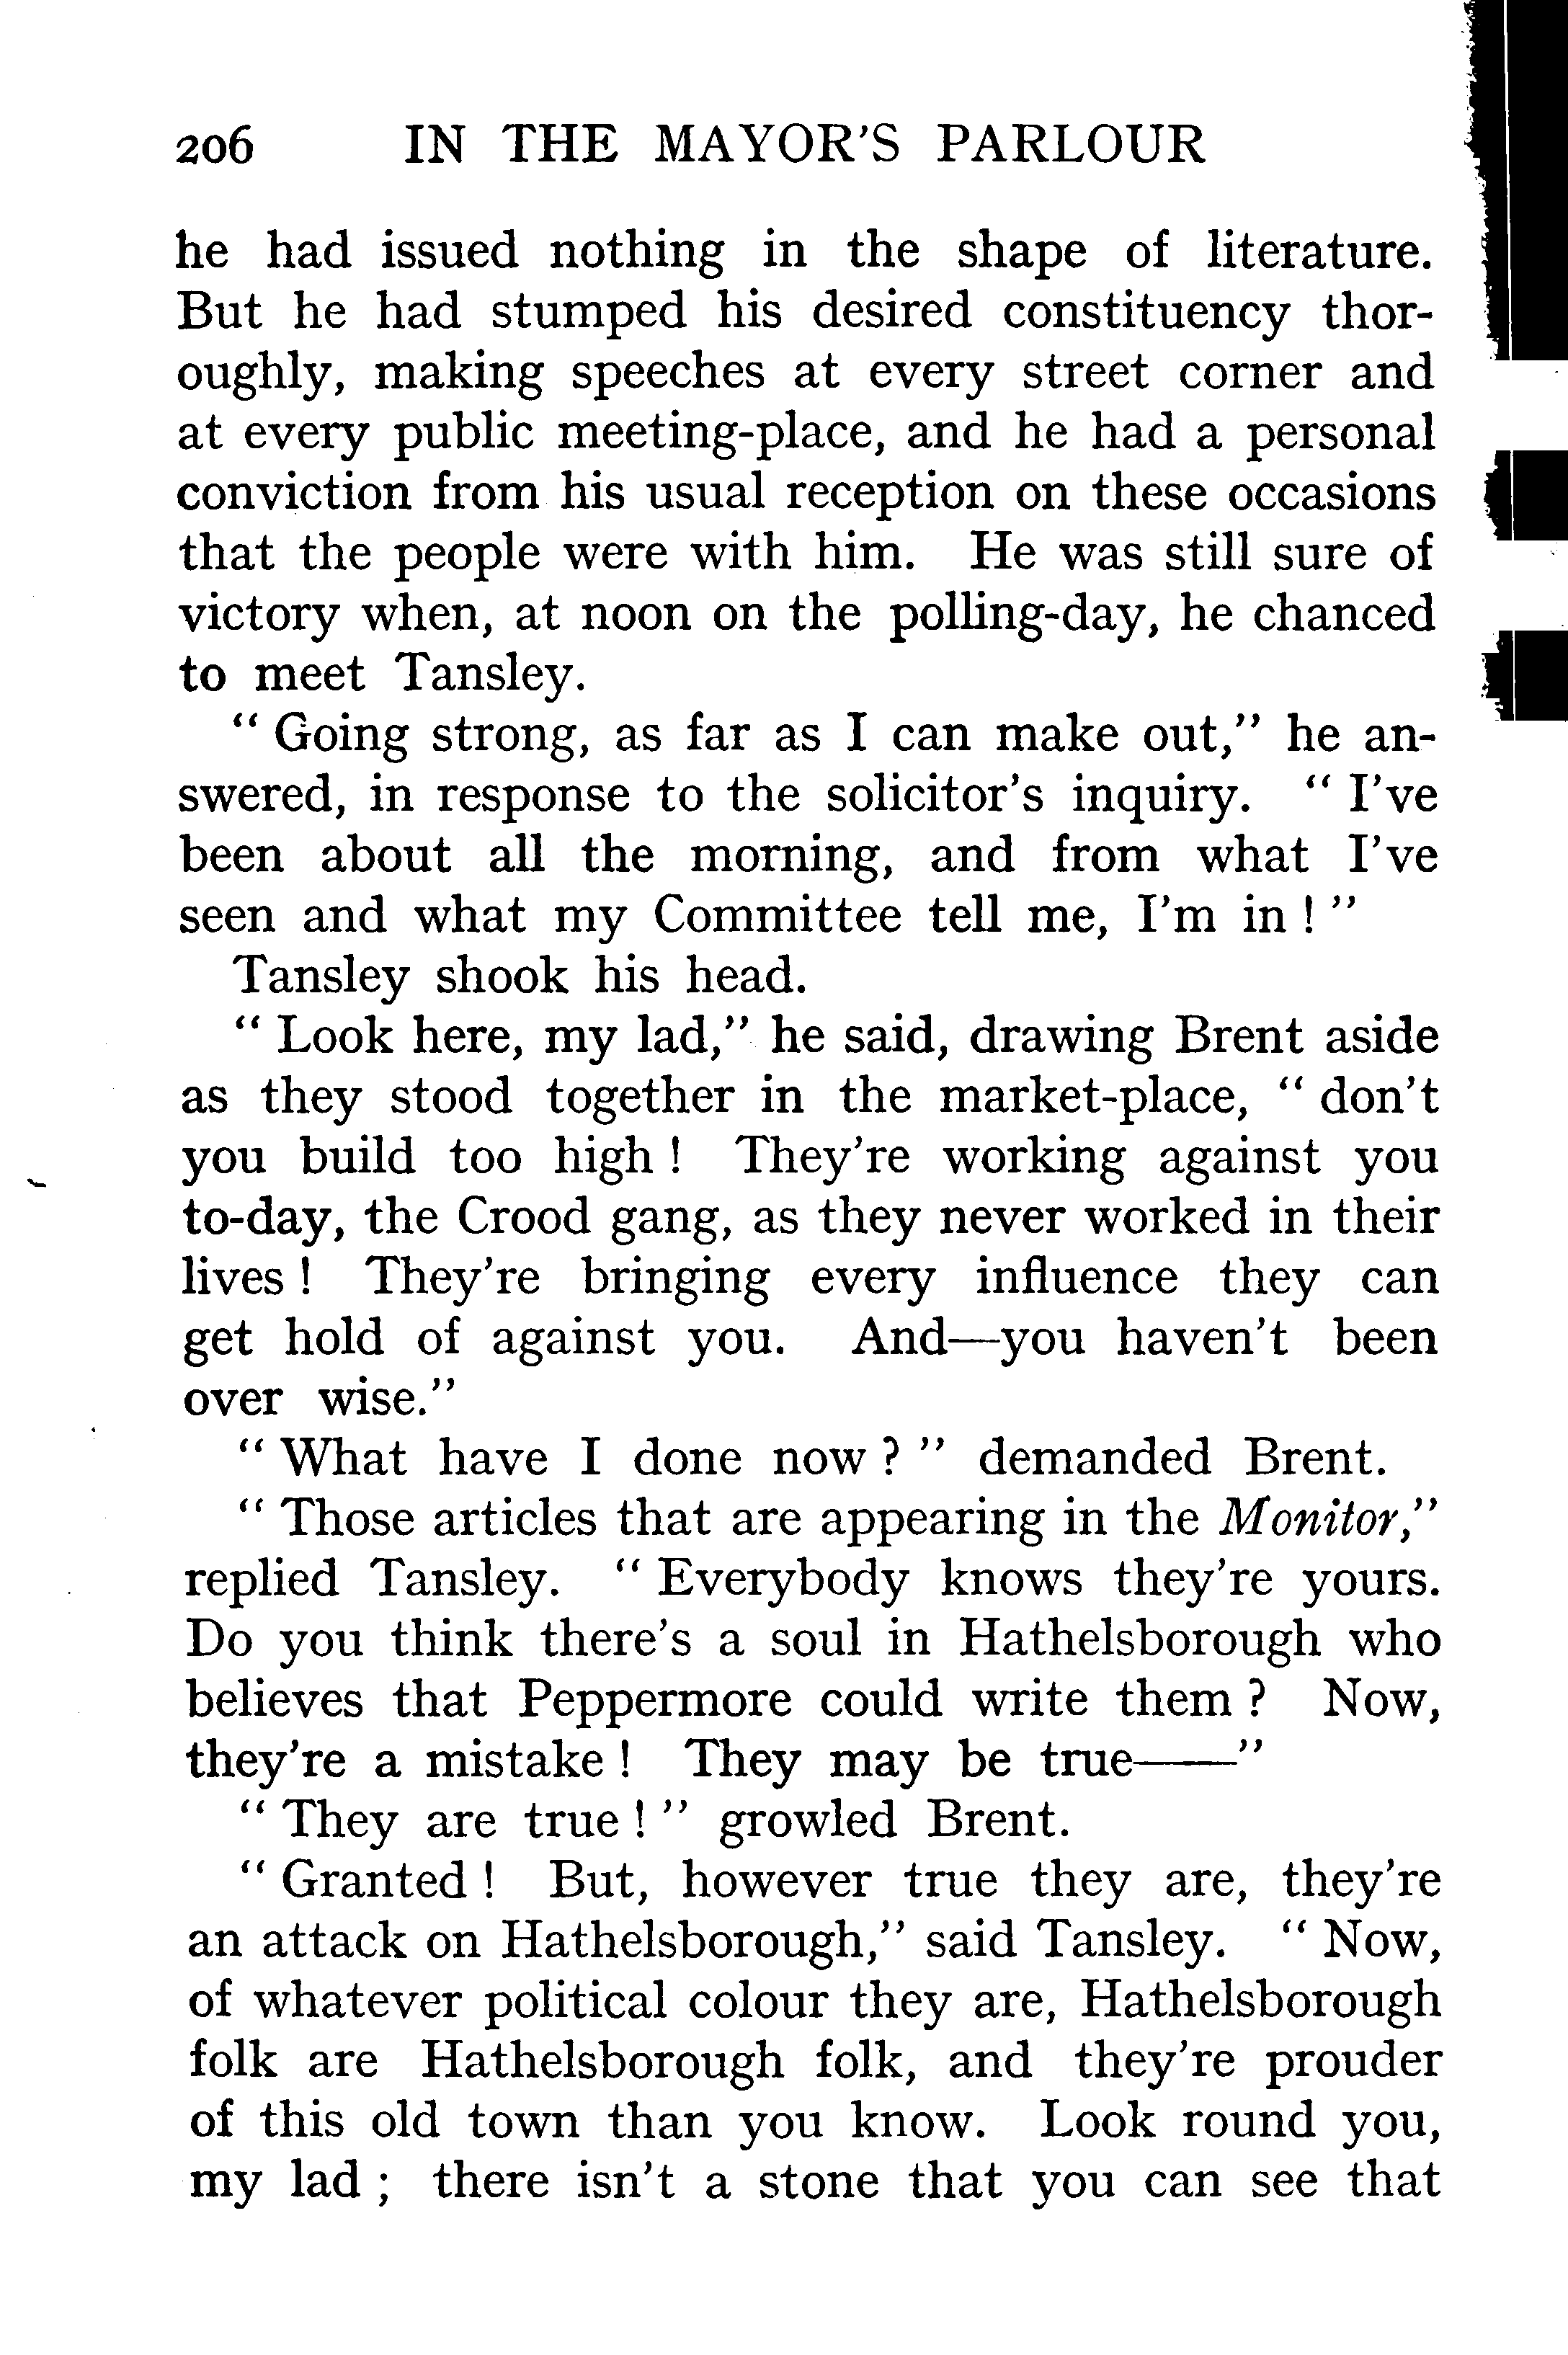 206 IN THE MAYOR'S PARLOUR
he had issued nothing in the shape of literature.
But he had stumped his desired constituency thor-
oughly, making speeches at every street corner and
at every public meeting-place, and he had a personal
conviction from his usual reception on these occasions
that the people were with him. He was still sure of
victory when, at noon on the polling-day, he chanced
to meet Tansley.
“ Going strong, as far as I can make out,” he an-
swered, in response to the solicitor's inquiry. “ I've
been about all the morning, and from what I've
seen and what my Committee tell me, I'm in ! ”
Tansley shook his head.
“ Look here, my lad,” he said, drawing Brent aside
as they stood together in the market-place, “ don't
you build too high ! They're working against you
to-day, the Crood gang, as they never worked in their
lives ! They're bringing every influence they can
get hold of against you. And—you haven't been
over wise.”
“ What have I done now ? ” demanded Brent.
“ Those articles that are appearing in the Monitor,”
replied Tansley. “ Everybody knows they're yours.
Do you think there's a soul in Hathelsborough who
believes that Peppermore could write them ? Now,
they're a mistake ! They may be true——”
“ They are true ! ” growled Brent.
“ Granted ! But, however true they are, they're
an attack on Hathelsborough,” said Tansley. “ Now,
of whatever political colour they are, Hathelsborough
folk are Hathelsborough folk, and they're prouder
of this old town than you know. Look round you,
my lad ; there isn't a stone that you can see that